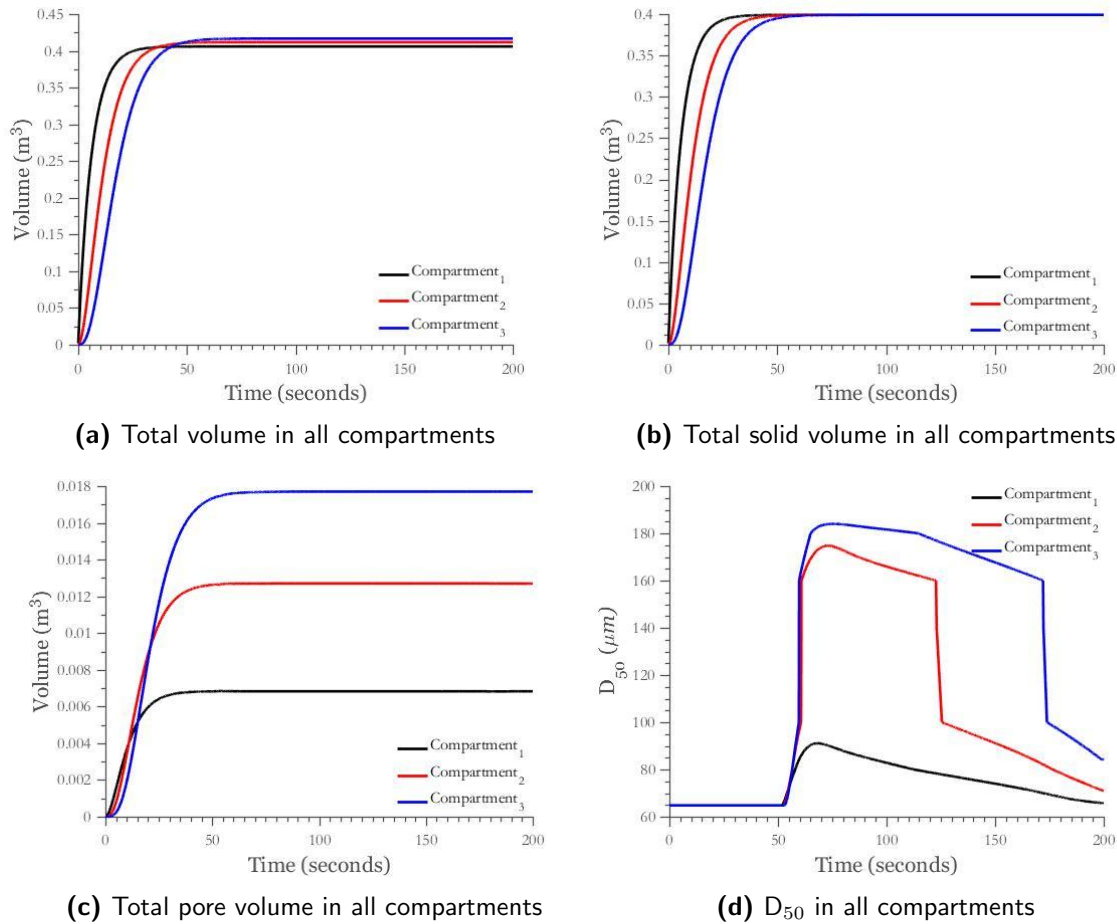 0.45
0.4
0.35
0.3
0.25
0.2
0.15
0.1
0.05
0
Volume (m³)
0 50 100 150 200
Time (seconds)
Compartment₁
Compartment₂
Compartment₃
(a) Total volume in all compartments
0.4
0.35
0.3
0.25
0.2
0.15
0.1
0.05
0
Volume (m³)
0 50 100 150 200
Time (seconds)
Compartment₁
Compartment₂
Compartment₃
(b) Total solid volume in all compartments
0.018
0.016
0.014
0.012
0.01
0.008
0.006
0.004
0.002
0
Volume (m³)
0 50 100 150 200
Time (seconds)
Compartment₁
Compartment₂
Compartment₃
(c) Total pore volume in all compartments
200
180
160
140
120
100
80
60
D₅₀ (μm)
0 50 100 150 200
Time (seconds)
Compartment₁
Compartment₂
Compartment₃
(d) D₅₀ in all compartments